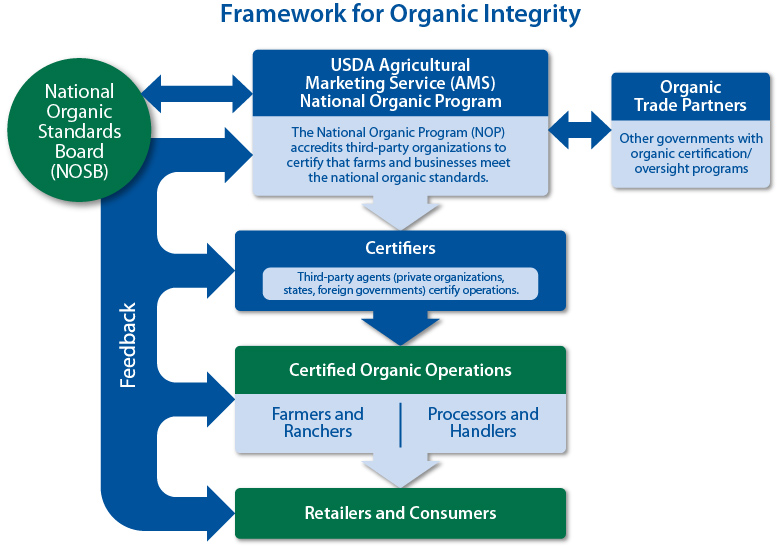 Framework for Organic Integrity
National
Organic
Standards
Board
(NOSB)
USDA Agricultural
Marketing Service (AMS)
National Organic Program
The National Organic Program (NOP)
accredits third-party organizations to
certify that farms and businesses meet
the national organic standards.
Organic
Trade Partners
Other governments with
organic certification/
oversight programs
Certifiers
Third-party agents (private organizations,
states, foreign governments) certify operations.
Feedback
Certified Organic Operations
Farmers and
Ranchers
Processors and
Handlers
Retailers and Consumers